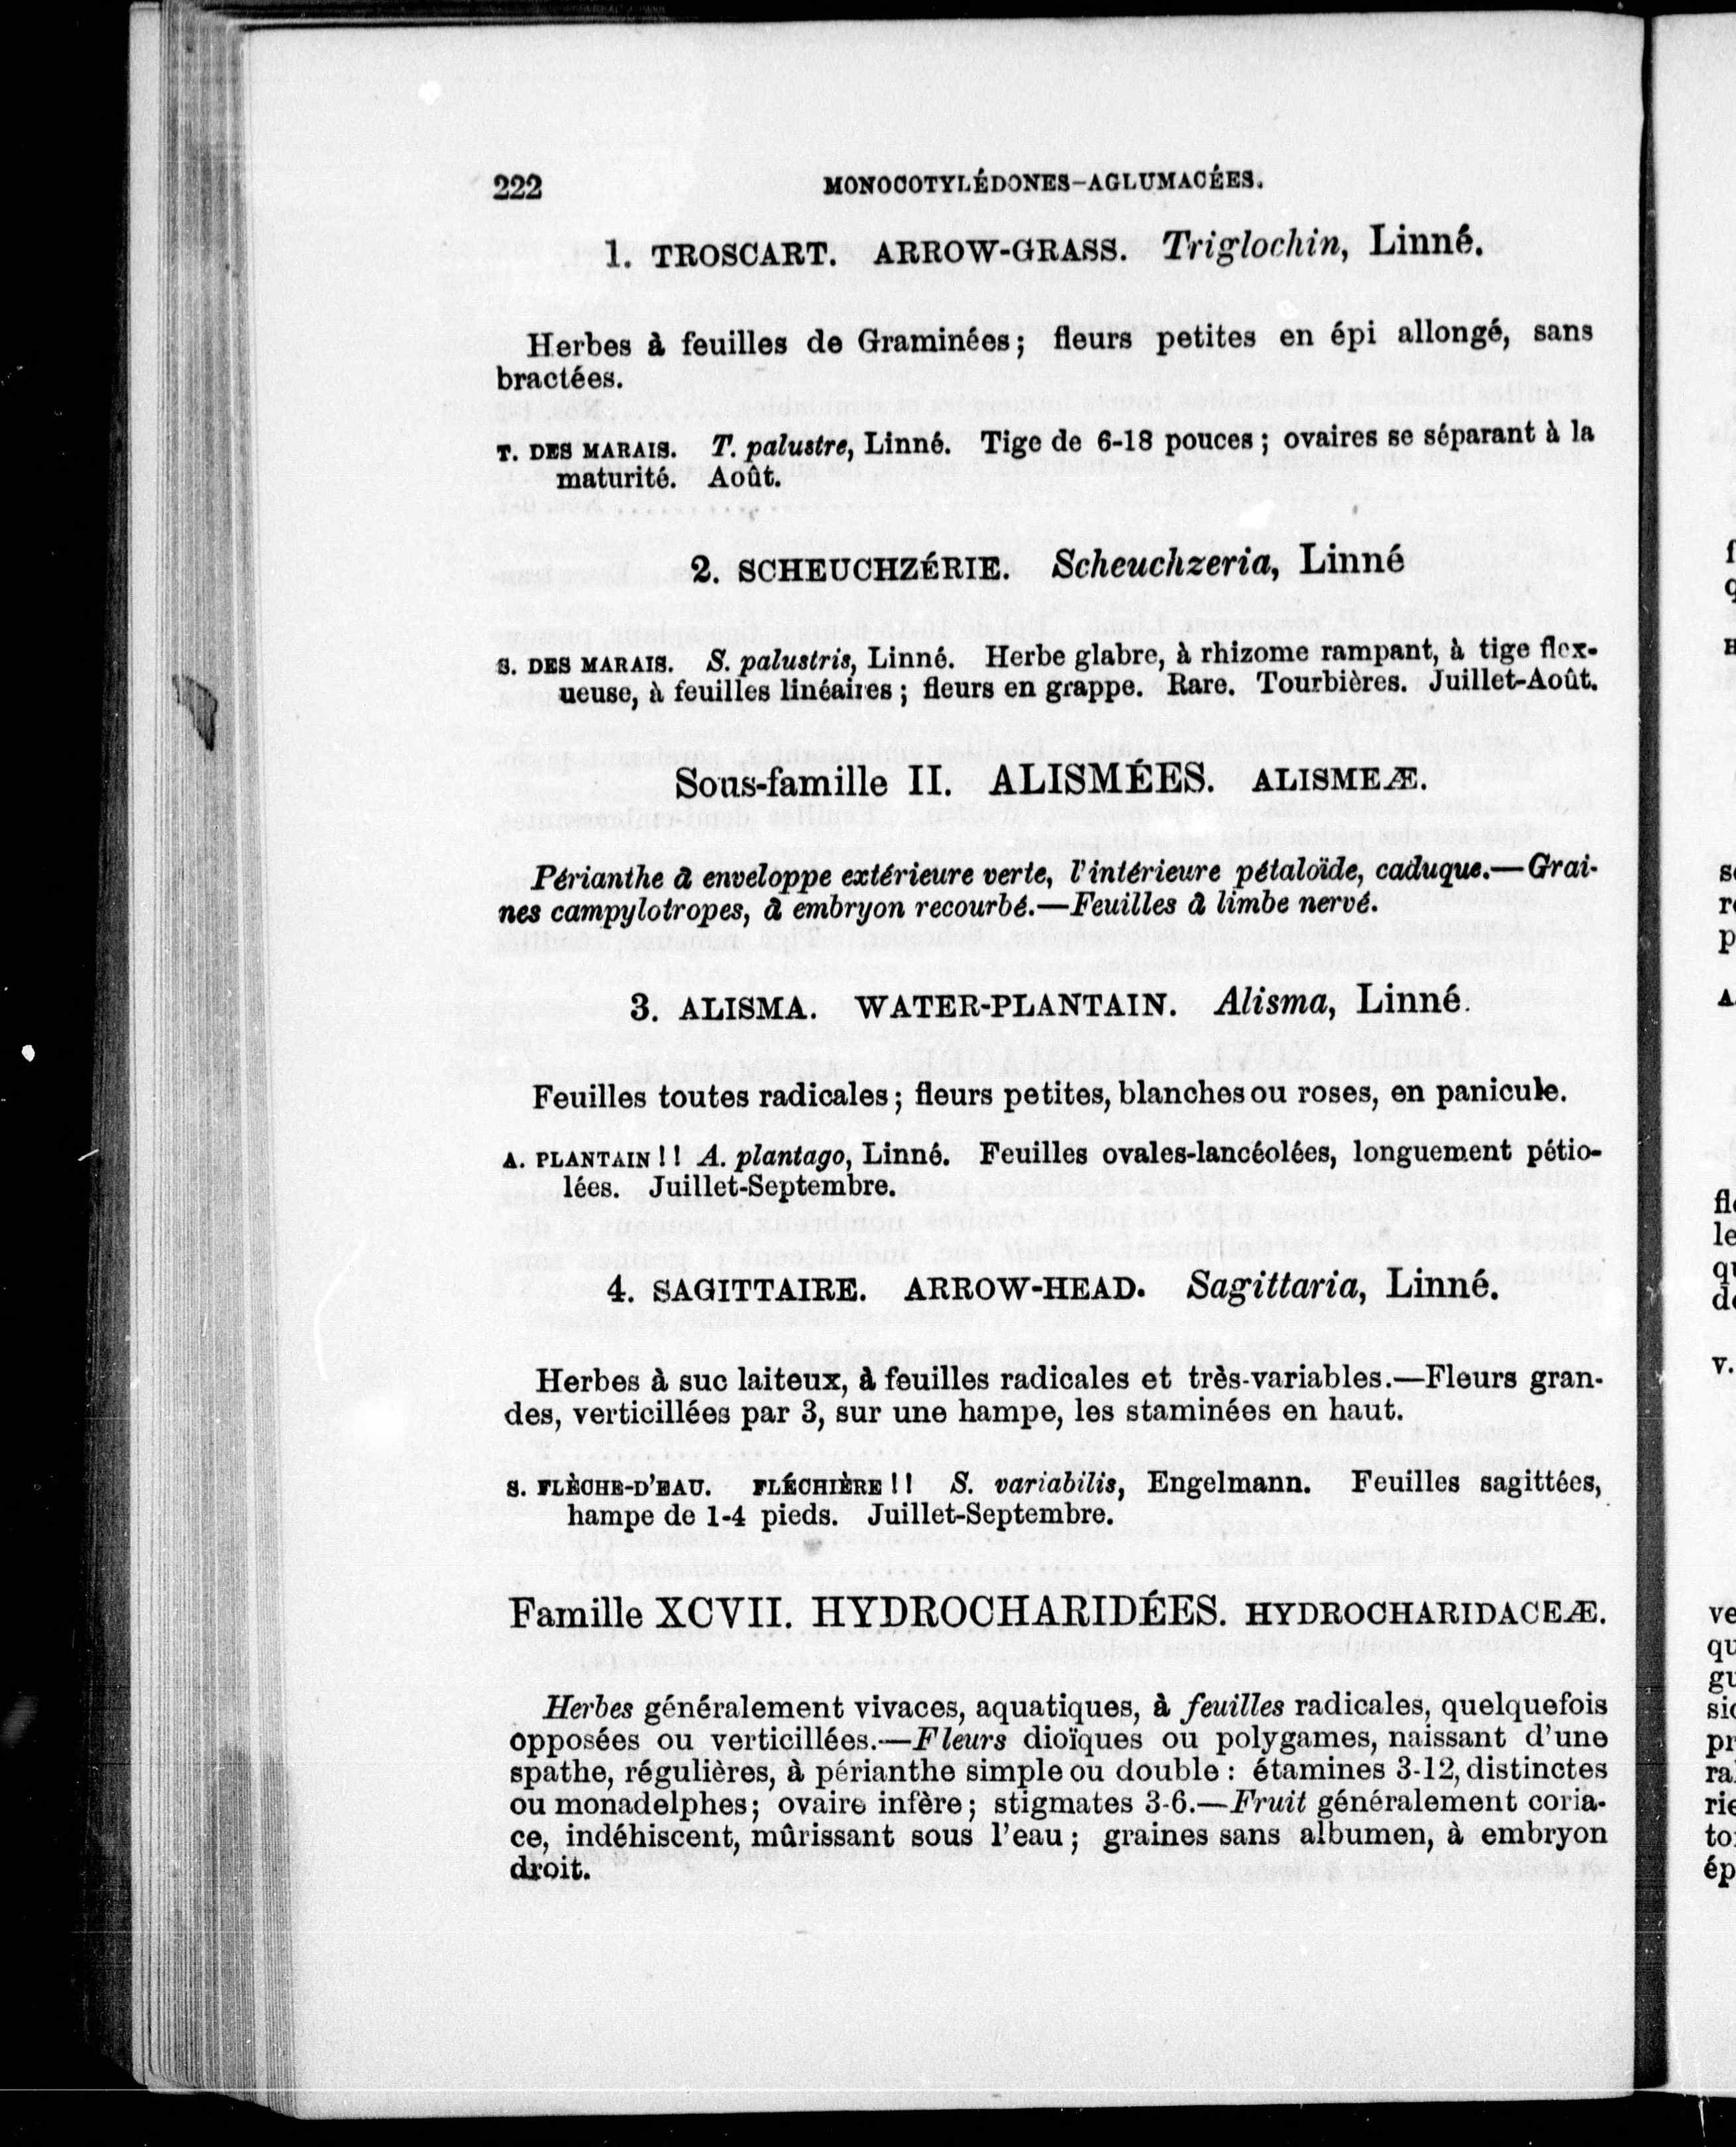 222 MONOCOTYLÉDONES-AGLUMACÉES.
1. TROSCART. ARROW-GRASS. Triglochin, Linné.
Herbes à feuilles de Graminées; fleurs petites en épi allongé, sans
bractées.
T. DES MARAIS. T. palustre, Linné. Tige de 6-18 pouces; ovaires se séparant à la
maturité. Août.
2. SCHEUCHZÉRIE. Scheuchzeria, Linné
S. DES MARAIS. S. palustris, Linné. Herbe glabre, à rhizome rampant, à tige flex-
ueuse, à feuilles linéaires; fleurs en grappe. Rare. Tourbières. Juillet-Août.
Sous-famille II. ALISMÉES. ALISMEÆ.
Périanthe à enveloppe extérieure verte, l'intérieure pétaloïde, caduque.—Grai-
nes campylotropes, à embryon recourbé.—Feuilles à limbe nervé.
3. ALISMA. WATER-PLANTAIN. Alisma, Linné.
Feuilles toutes radicales; fleurs petites, blanches ou roses, en panicule.
A. PLANTAIN!! A. plantago, Linné. Feuilles ovales-lancéolées, longuement pétio-
lées. Juillet-Septembre.
4. SAGITTAIRE. ARROW-HEAD. Sagittaria, Linné.
Herbes à suc laiteux, à feuilles radicales et très-variables.—Fleurs gran-
des, verticillées par 3, sur une hampe, les staminées en haut.
S. FLÈCHE-D'EAU. FLÉCHIÈRE!! S. variabilis, Engelmann. Feuilles sagittées,
hampe de 1-4 pieds. Juillet-Septembre.
Famille XCVII. HYDROCHARIDÉES. HYDROCHARIDACEÆ.
Herbes généralement vivaces, aquatiques, à feuilles radicales, quelquefois
opposées ou verticillées.—Fleurs dioïques ou polygames, naissant d'une
spathe, régulières, à périanthe simple ou double: étamines 3-12, distinctes
ou monadelphes; ovaire infère; stigmates 3-6.—Fruit généralement coria-
ce, indéhiscent, mûrissant sous l'eau; graines sans albumen, à embryon
droit.